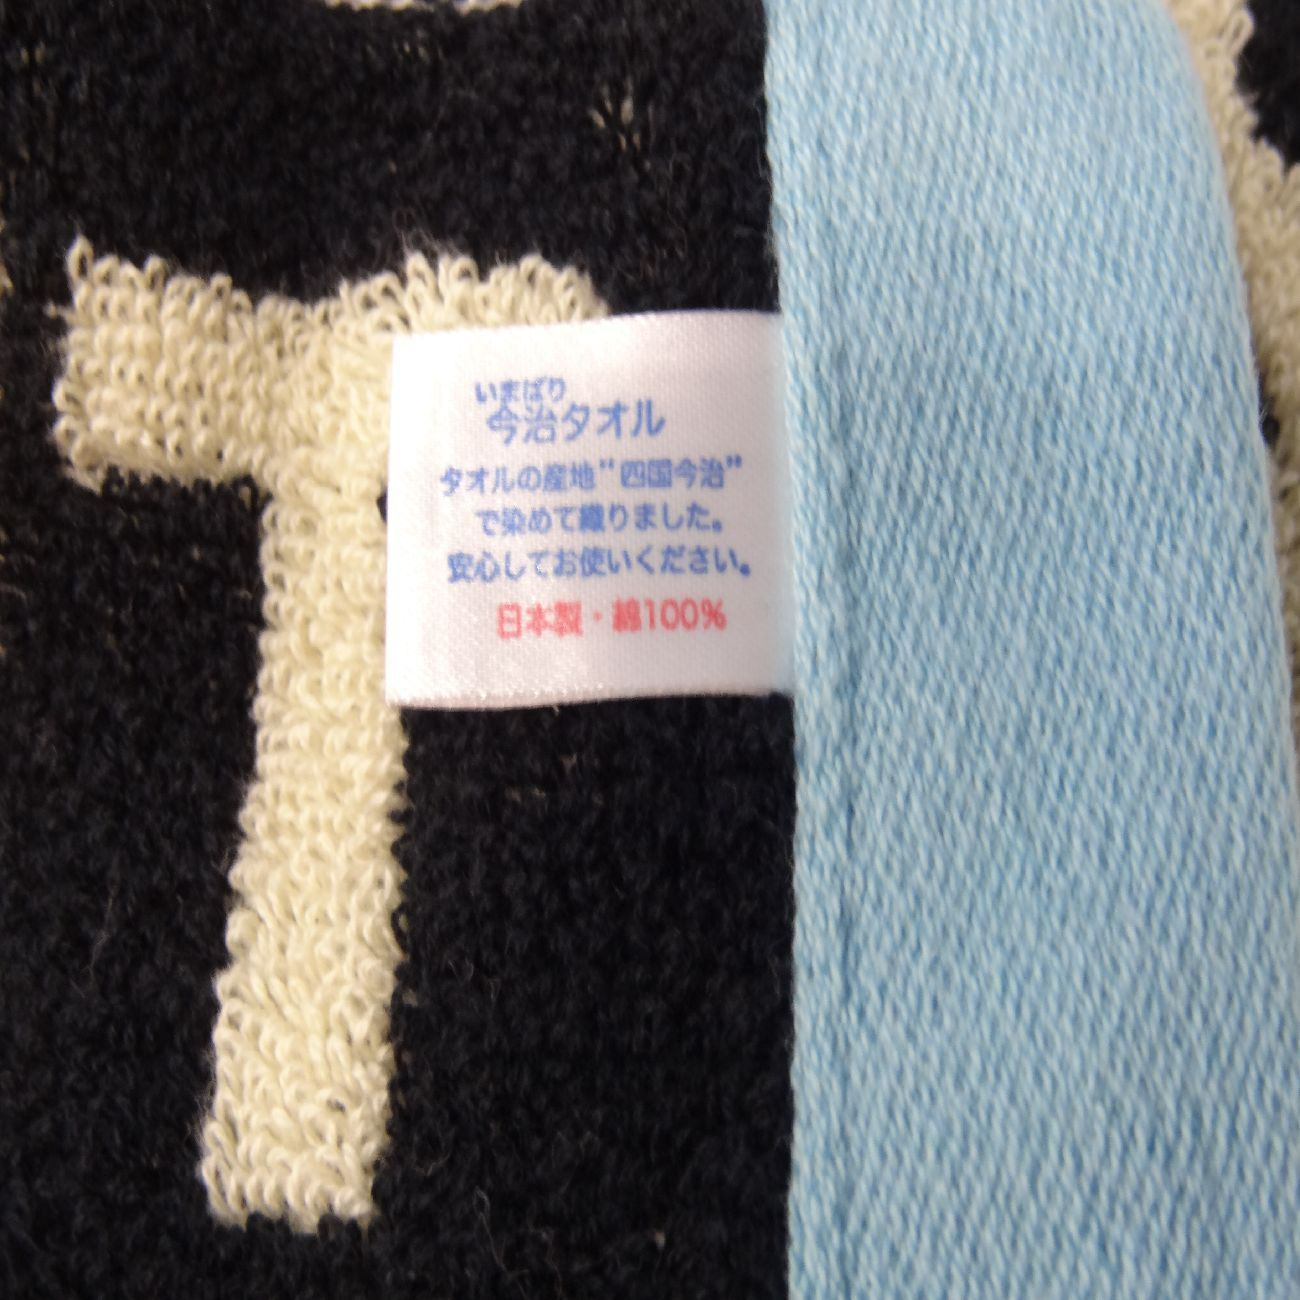 いまばり
今治タオル
タオルの産地“四国今治”
で染めて織りました。
安心してお使いください。
日本製・綿100%